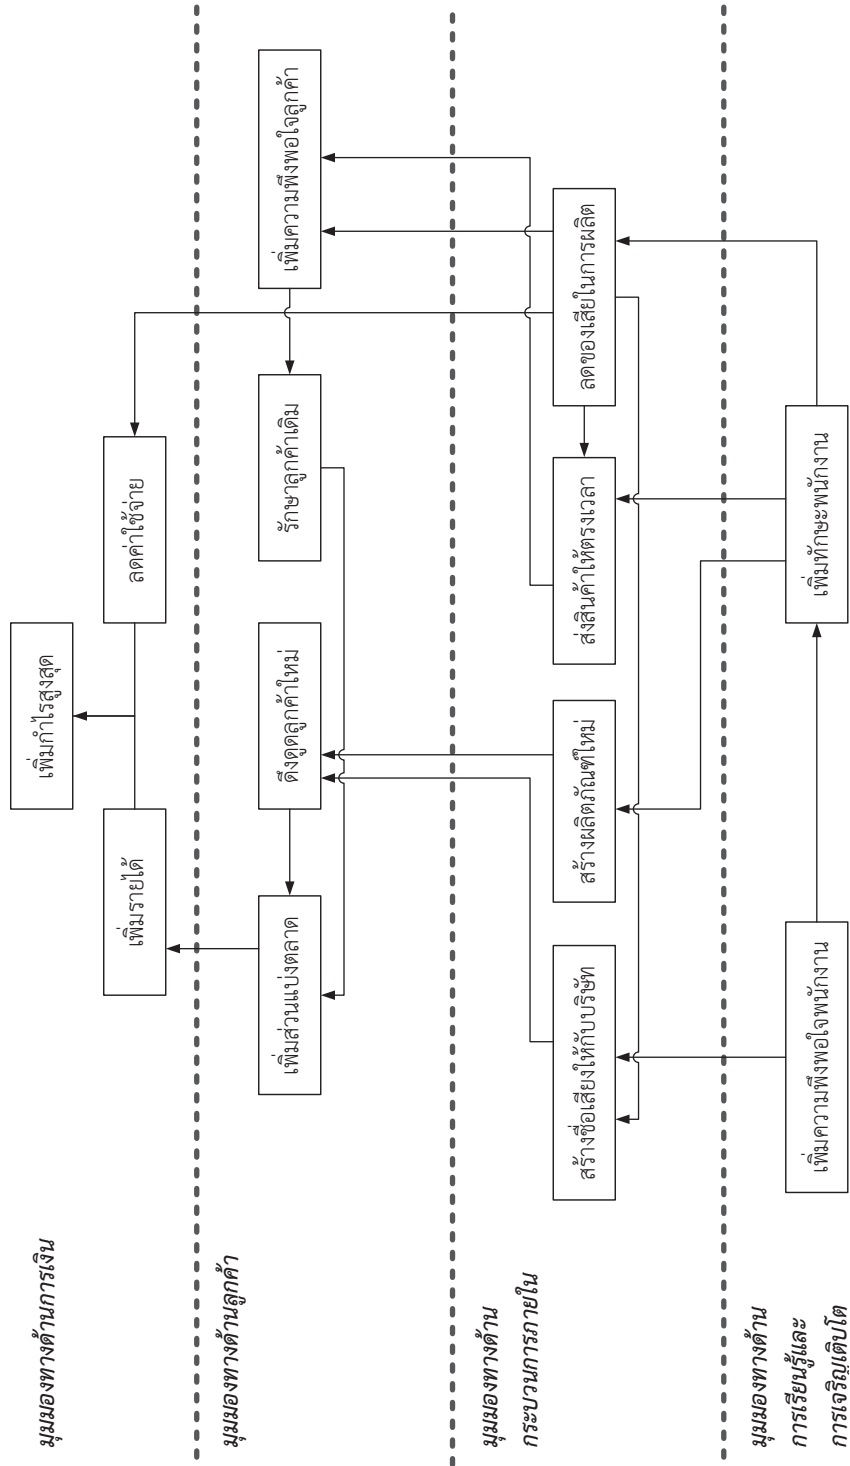 มุมมองทางด้านการเงิน
เพิ่มกำไรสูงสุด
เพิ่มรายได้
ลดค่าใช้จ่าย
มุมมองทางด้านลูกค้า
เพิ่มส่วนแบ่งตลาด
ดึงดูดลูกค้าใหม่
รักษาลูกค้าเดิม
เพิ่มความพึงพอใจลูกค้า
มุมมองทางด้าน
กระบวนการภายใน
สร้างชื่อเสียงให้กับบริษัท
สร้างผลิตภัณฑ์ใหม่
ส่งสินค้าให้ตรงเวลา
ลดของเสียในการผลิต
มุมมองทางด้าน
การเรียนรู้และ
การเจริญเติบโต
เพิ่มความพึงพอใจพนักงาน
เพิ่มทักษะพนักงาน